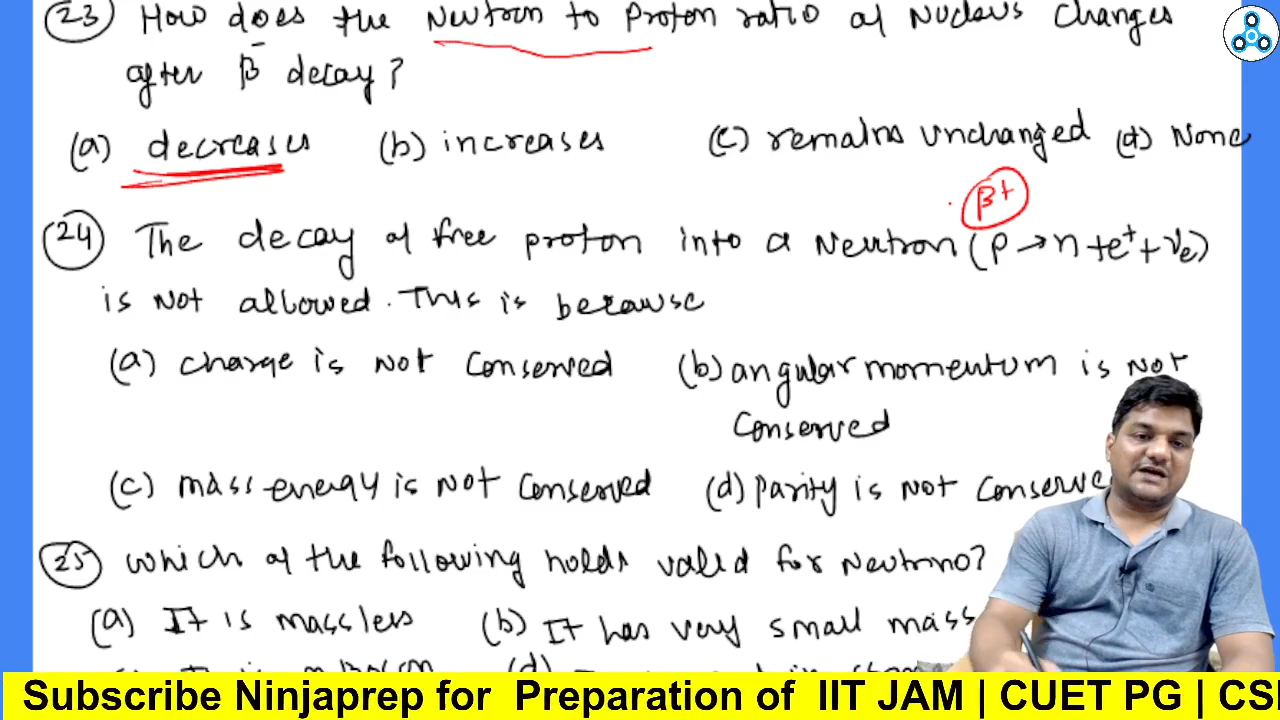 (23) How does the Neutron to Proton ratio of Nucleus changes
after β⁻ decay?
(a) decreases (b) increases (c) remains unchanged (d) None
β+
(24) The decay of free proton into a Neutron (p → n + e⁺ + νe)
is Not allowed. This is because
(a) charge is Not Conserved (b) angular momentum is Not
Conserved
(c) mass-energy is Not Conserved (d) parity is Not Conserve
(25) Which of the following holds valid for Neutrino?
(a) It is massless (b) It has very small mass
(d)
Subscribe Ninjaprep for Preparation of IIT JAM | CUET PG | CSI